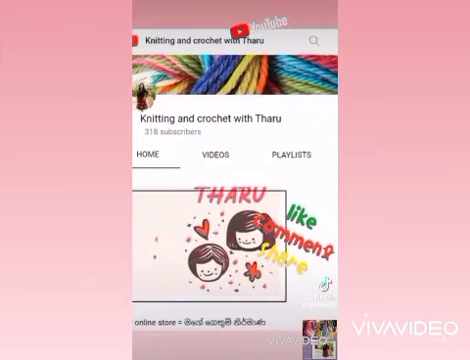 YouTube
Knitting and crochet with Tharu
Knitting and crochet with Tharu
318 subscribers
HOME
VIDEOS
PLAYLISTS
THARU
like
comment
share
online store = මගේ ගෙතුම් නිර්මාණ
VIVAVIDEO
VIVAVIDEO